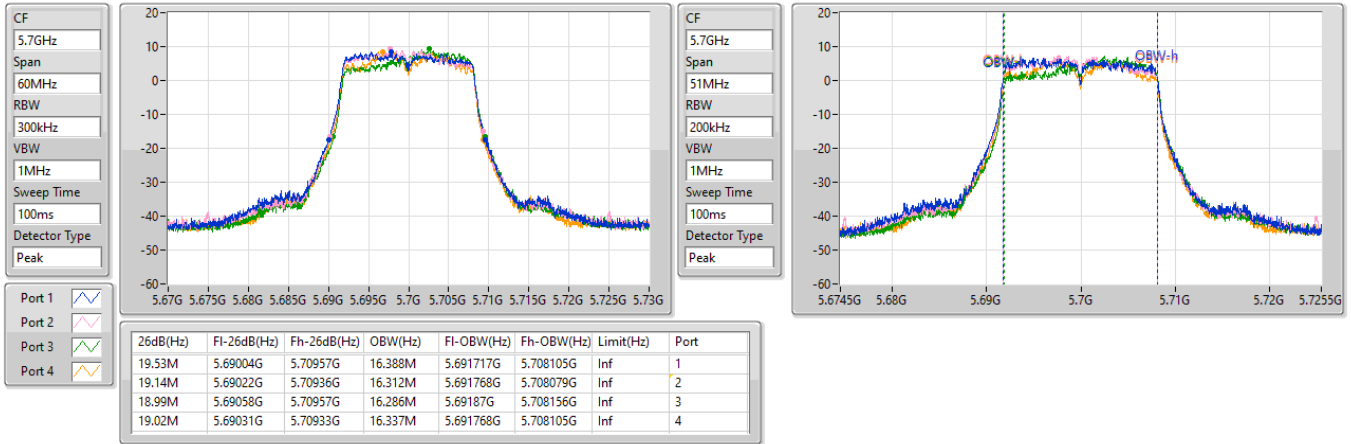 CF
5.7GHz
Span
60MHz
RBW
300kHz
VBW
1MHz
Sweep Time
100ms
Detector Type
Peak
20
10
0
-10
-20
-30
-40
-50
-60
5.67G 5.675G 5.68G 5.685G 5.69G 5.695G 5.7G 5.705G 5.71G 5.715G 5.72G 5.725G 5.73G
CF
5.7GHz
Span
51MHz
RBW
200kHz
VBW
1MHz
Sweep Time
100ms
Detector Type
Peak
20
10
0
-10
-20
-30
-40
-50
-60
OBW-h
5.6745G 5.68G 5.69G 5.7G 5.71G 5.72G 5.7255G
Port 1
Port 2
Port 3
Port 4
26dB(Hz) Fl-26dB(Hz) Fh-26dB(Hz) OBW(Hz) Fl-OBW(Hz) Fh-OBW(Hz) Limit(Hz) Port
19.53M 5.69004G 5.70957G 16.388M 5.691717G 5.708105G Inf 1
19.14M 5.69022G 5.70936G 16.312M 5.691768G 5.708079G Inf 2
18.99M 5.69058G 5.70957G 16.286M 5.69187G 5.708156G Inf 3
19.02M 5.69031G 5.70933G 16.337M 5.691768G 5.708105G Inf 4